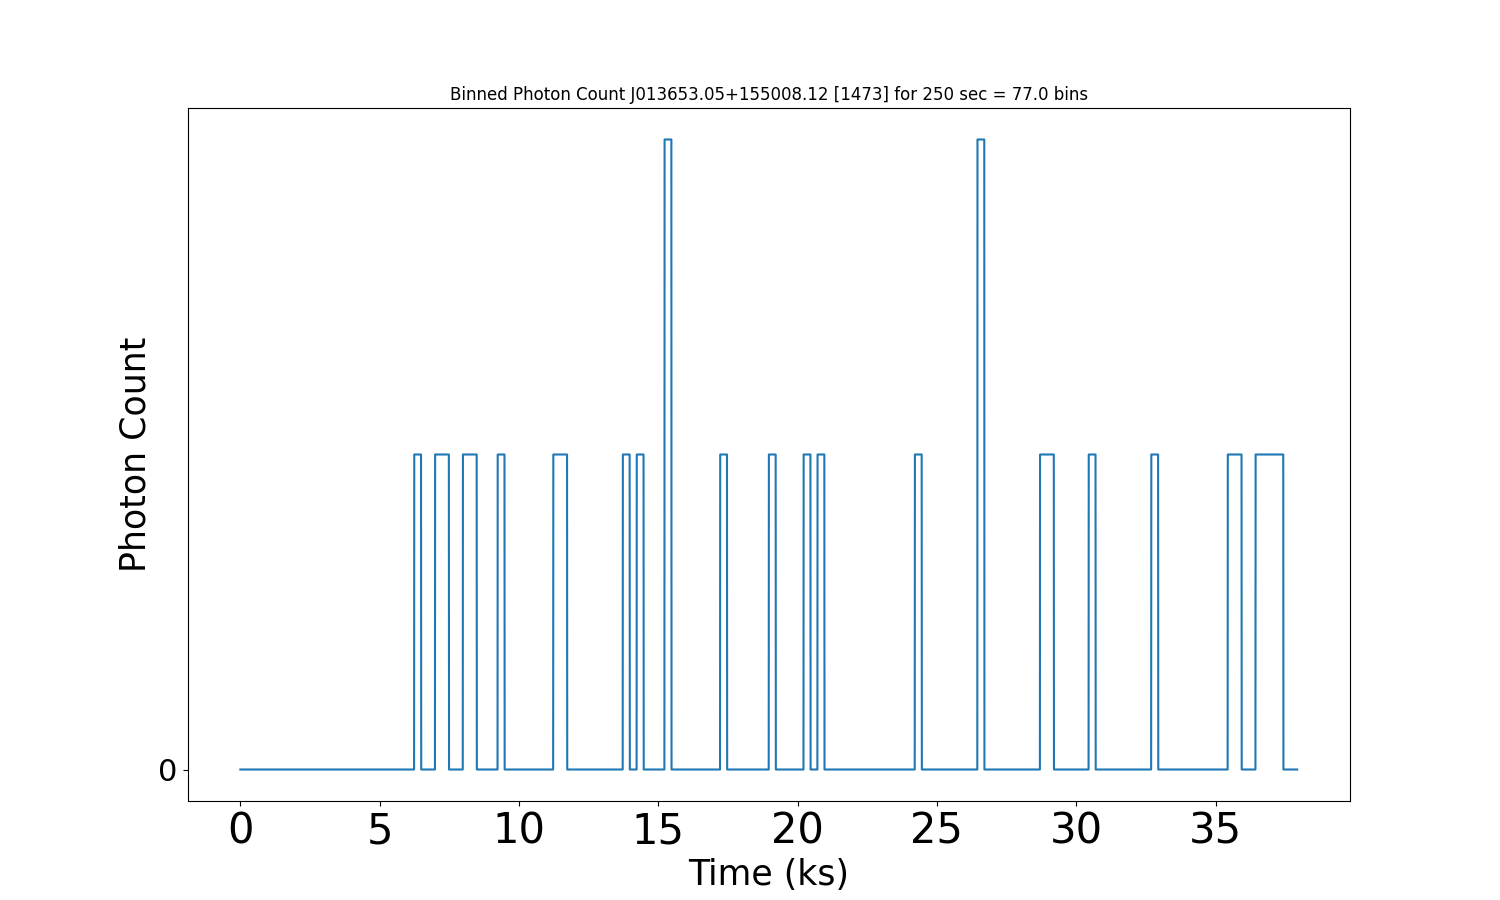 Binned Photon Count J013653.05+155008.12 [1473] for 250 sec = 77.0 bins
Photon Count
0
0 5 10 15 20 25 30 35
Time (ks)